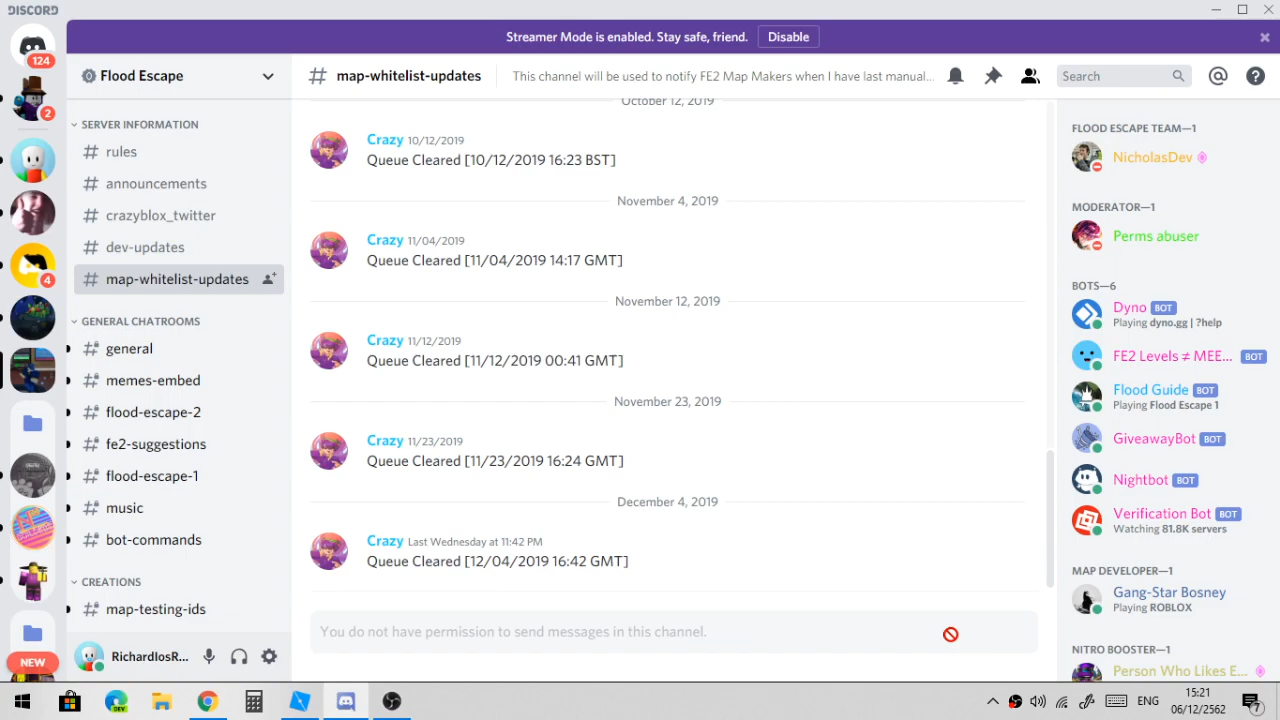 DISCORD
Streamer Mode is enabled. Stay safe, friend.
Disable
124
2
4
NEW
Flood Escape
SERVER INFORMATION
rules
announcements
crazyblox_twitter
dev-updates
map-whitelist-updates
GENERAL CHATROOMS
general
memes-embed
flood-escape-2
fe2-suggestions
flood-escape-1
music
bot-commands
CREATIONS
map-testing-ids
RichardlosR...
# map-whitelist-updates
This channel will be used to notify FE2 Map Makers when I have last manual...
Search
October 12, 2019
Crazy 10/12/2019
Queue Cleared [10/12/2019 16:23 BST]
November 4, 2019
Crazy 11/04/2019
Queue Cleared [11/04/2019 14:17 GMT]
November 12, 2019
Crazy 11/12/2019
Queue Cleared [11/12/2019 00:41 GMT]
November 23, 2019
Crazy 11/23/2019
Queue Cleared [11/23/2019 16:24 GMT]
December 4, 2019
Crazy Last Wednesday at 11:42 PM
Queue Cleared [12/04/2019 16:42 GMT]
You do not have permission to send messages in this channel.
FLOOD ESCAPE TEAM—1
NicholasDev
MODERATOR—1
Perms abuser
BOTS—6
Dyno BOT
Playing dyno.gg | ?help
FE2 Levels ≠ MEE... BOT
Flood Guide BOT
Playing Flood Escape 1
GiveawayBot BOT
Nightbot BOT
Verification Bot BOT
Watching 81.8K servers
MAP DEVELOPER—1
Gang-Star Bosney
Playing ROBLOX
NITRO BOOSTER—1
Person Who Likes E...
DEV
ENG
15:21
06/12/2562
7